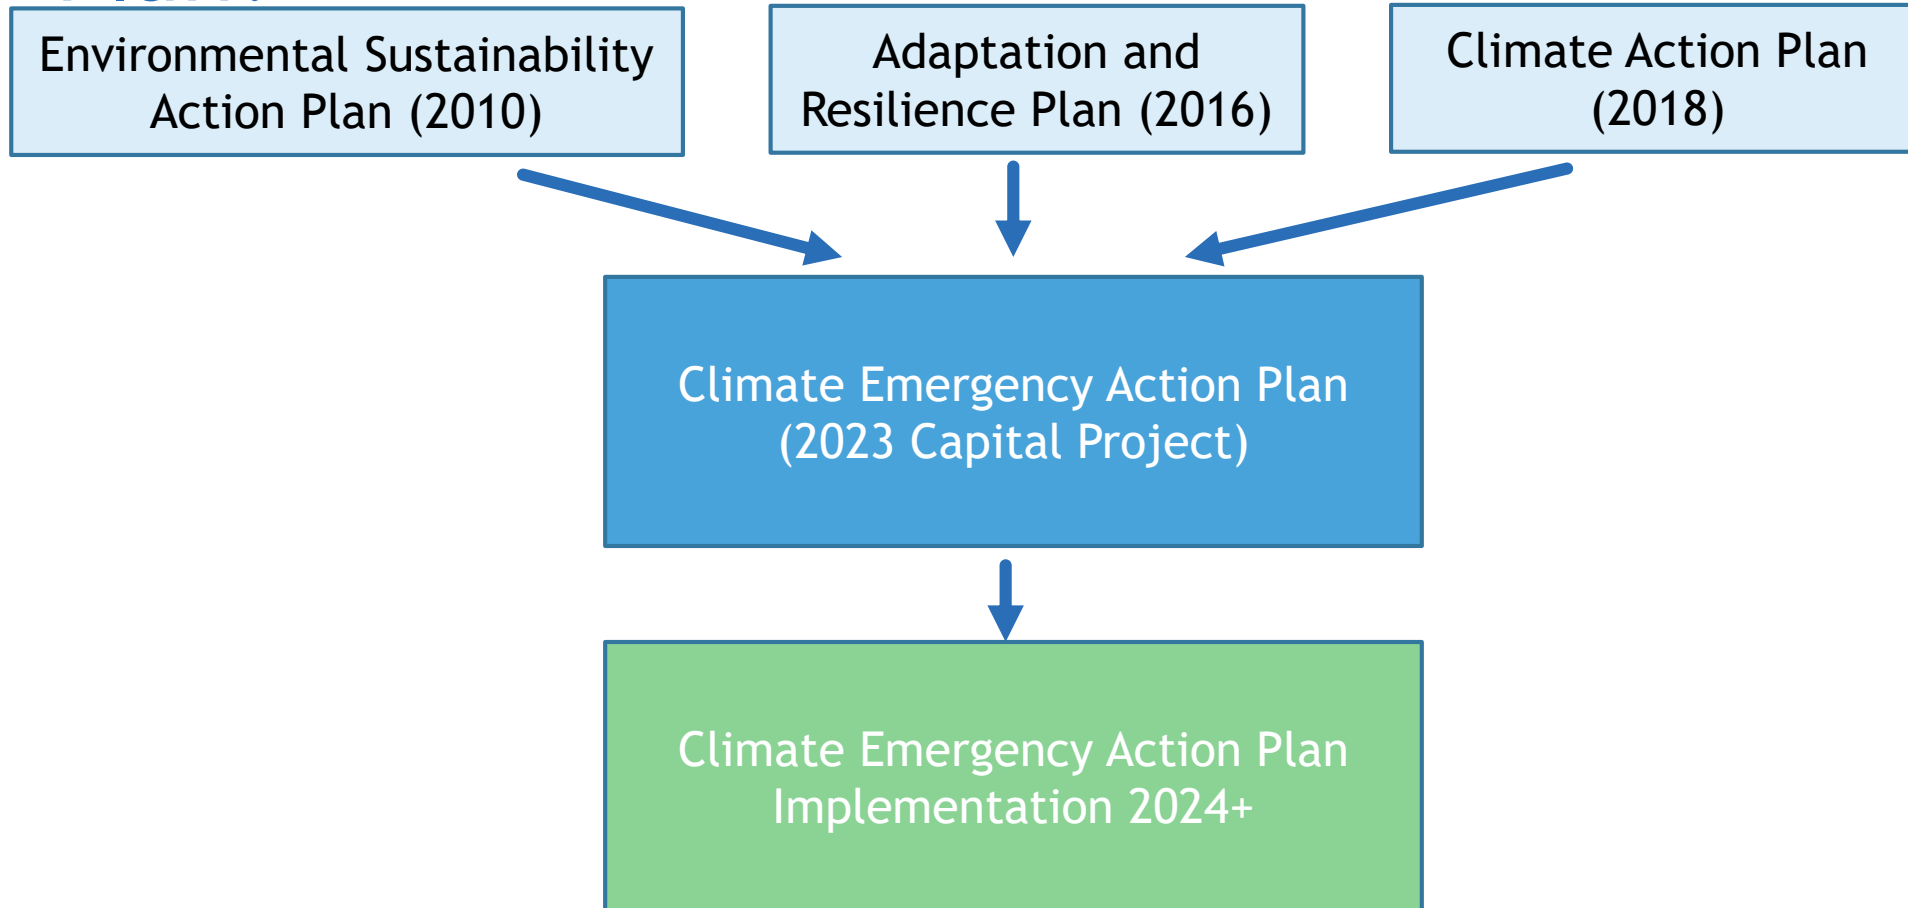 Environmental Sustainability
Action Plan (2010)
Adaptation and
Resilience Plan (2016)
Climate Action Plan
(2018)
Climate Emergency Action Plan
(2023 Capital Project)
Climate Emergency Action Plan
Implementation 2024+